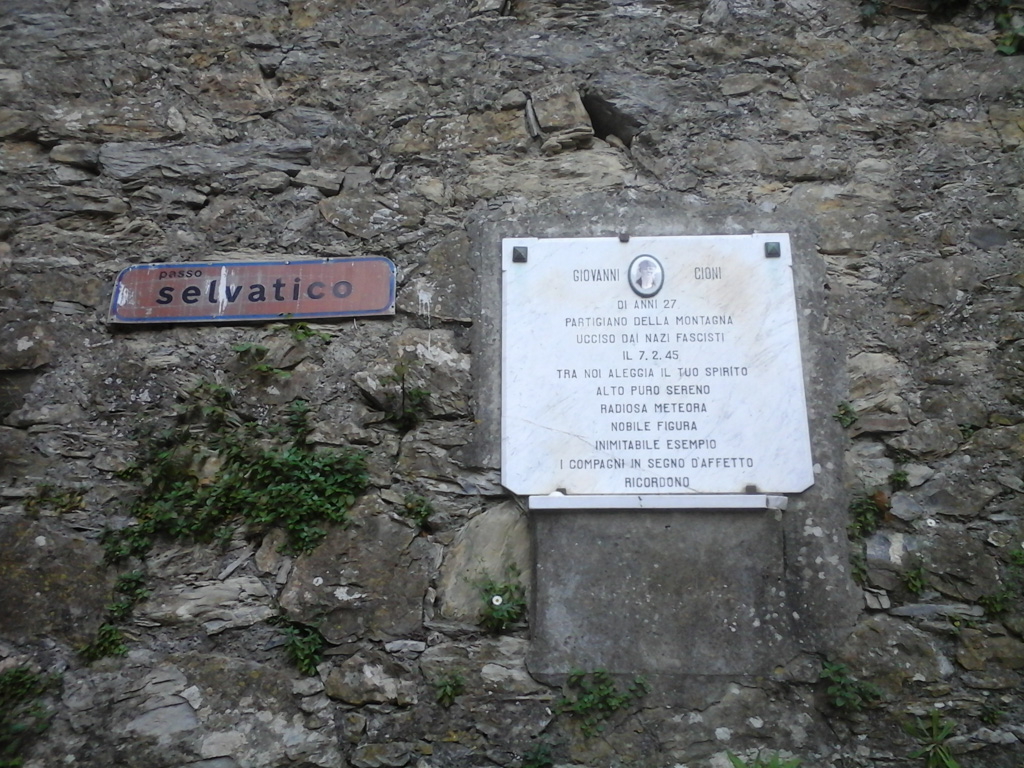 passo
selvatico
GIOVANNI CIONI
DI ANNI 27
PARTIGIANO DELLA MONTAGNA
UCCISO DAI NAZI FASCISTI
IL 7.2.45
TRA NOI ALEGGIA IL TUO SPIRITO
ALTO PURO SERENO
RADIOSA METEORA
NOBILE FIGURA
INIMITABILE ESEMPIO
I COMPAGNI IN SEGNO D'AFFETTO
RICORDONO